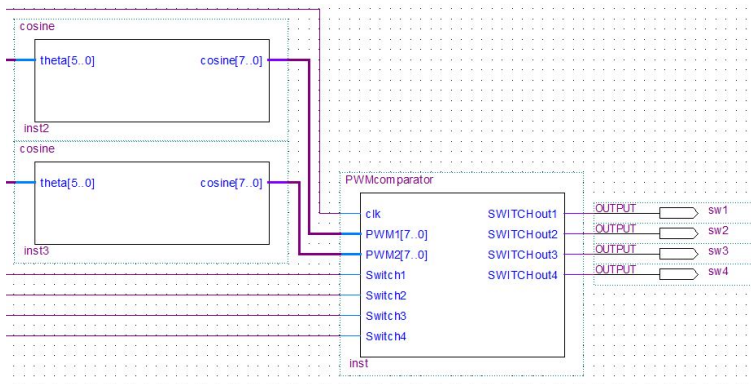 cosine
theta[5..0] cosine[7..0]
inst2
cosine
theta[5..0] cosine[7..0]
inst3
PWMcomparator
clk SWITCHout1
PWM1[7..0] SWITCHout2
PWM2[7..0] SWITCHout3
Switch1 SWITCHout4
Switch2
Switch3
Switch4
inst
OUTPUT sw1
OUTPUT sw2
OUTPUT sw3
OUTPUT sw4